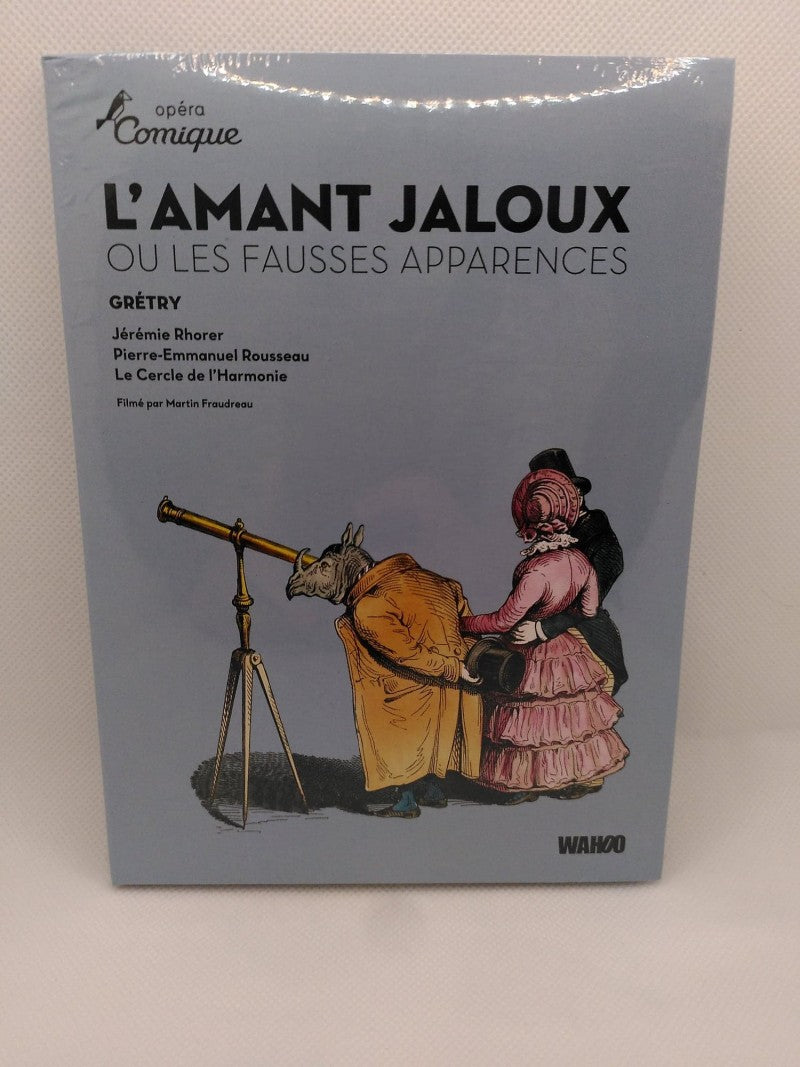 opéra
Comique
L'AMANT JALOUX
OU LES FAUSSES APPARENCES
GRÉTRY
Jérémie Rhorer
Pierre-Emmanuel Rousseau
Le Cercle de l'Harmonie
Filmé par Martin Fraudreau
WAHOO